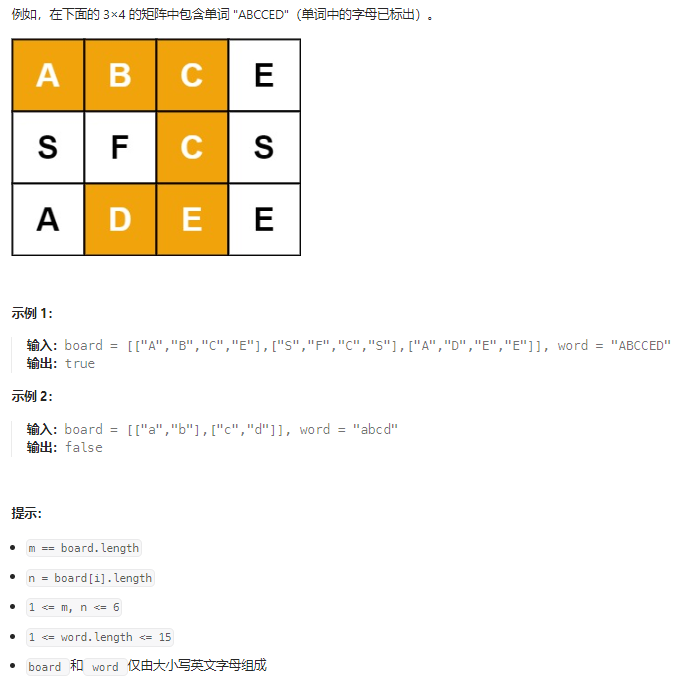 例如，在下面的 3×4 的矩阵中包含单词 "ABCCED"（单词中的字母已标出）。
A B C E
S F C S
A D E E
示例 1：
输入：board = [["A","B","C","E"],["S","F","C","S"],["A","D","E","E"]], word = "ABCCED"
输出：true
示例 2：
输入：board = [["a","b"],["c","d"]], word = "abcd"
输出：false
提示：
m == board.length
n = board[i].length
1 <= m, n <= 6
1 <= word.length <= 15
board 和 word 仅由大小写英文字母组成